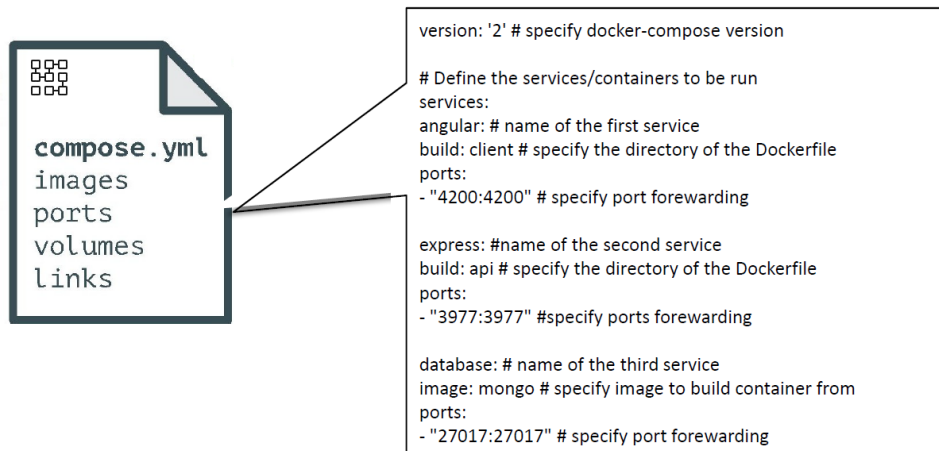 compose.yml
images
ports
volumes
links
version: '2' # specify docker-compose version
# Define the services/containers to be run
services:
angular: # name of the first service
build: client # specify the directory of the Dockerfile
ports:
- "4200:4200" # specify port forewarding
express: #name of the second service
build: api # specify the directory of the Dockerfile
ports:
- "3977:3977" #specify ports forewarding
database: # name of the third service
image: mongo # specify image to build container from
ports:
- "27017:27017" # specify port forewarding